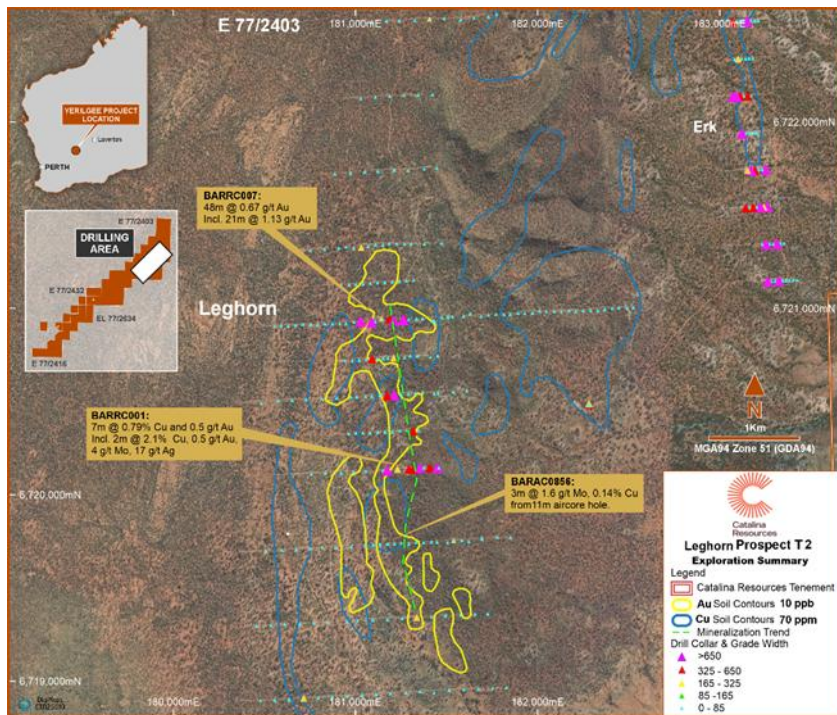 E 77/2403
181,000mE
182,000mE
183,000mE
YERILGEE PROJECT
LOCATION
Laverton
PERTH
6,722,000mN
Erk
BARRC007:
48m @ 0.67 g/t Au
Incl. 21m @ 1.13 g/t Au
E 77/2403
DRILLING
AREA
E 77/2432
EL 77/2634
E 77/2416
Leghorn
6,721,000mN
BARRC001:
7m @ 0.79% Cu and 0.5 g/t Au
Incl. 2m @ 2.1% Cu, 0.5 g/t Au,
4 g/t Mo, 17 g/t Ag
N
1Km
MGA94 Zone 51 (GDA94)
6,720,000mN
BARAC0856:
3m @ 1.6 g/t Mo, 0.14% Cu
from11m aircore hole.
Catalina
Resources
Leghorn Prospect T2
Exploration Summary
Legend
Catalina Resources Tenement
Au Soil Contours 10 ppb
Cu Soil Contours 70 ppm
Mineralization Trend
Drill Collar & Grade Width
>650
325 - 650
165 - 325
85 -165
0 - 85
6,719,000mN
180,000mE
181,000mE
182,000mE